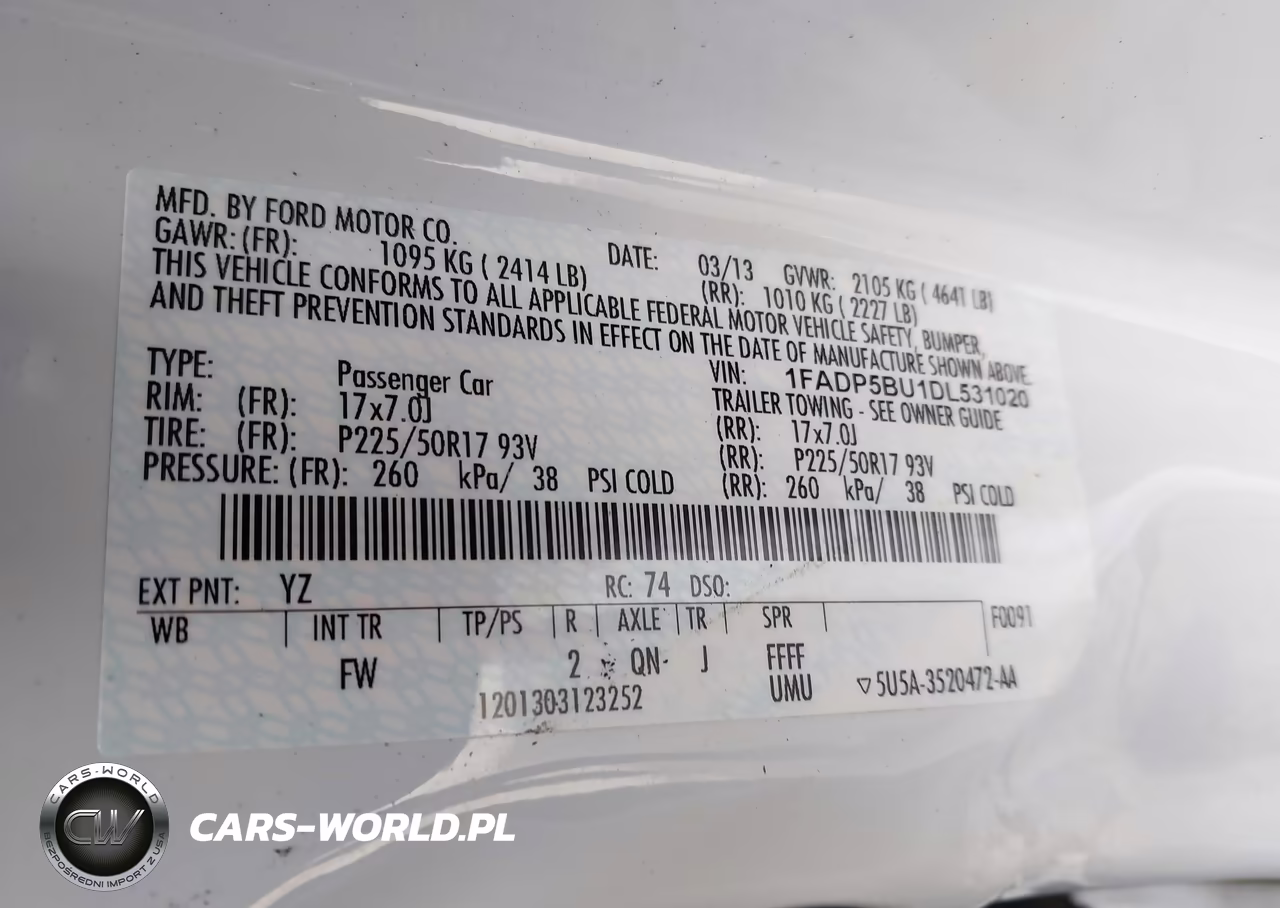 MFD. BY FORD MOTOR CO. DATE: 03/13 GVWR: 2105 KG ( 4641 LB)
GAWR: (FR): 1095 KG ( 2414 LB) (RR): 1010 KG ( 2227 LB)
THIS VEHICLE CONFORMS TO ALL APPLICABLE FEDERAL MOTOR VEHICLE SAFETY, BUMPER,
AND THEFT PREVENTION STANDARDS IN EFFECT ON THE DATE OF MANUFACTURE SHOWN ABOVE.
VIN: 1FADP5BU1DL531020
TYPE: Passenger Car TRAILER TOWING - SEE OWNER GUIDE
RIM: (FR): 17x7.0J (RR): 17x7.0J
TIRE: (FR): P225/50R17 93V (RR): P225/50R17 93V
PRESSURE: (FR): 260 kPa/ 38 PSI COLD (RR): 260 kPa/ 38 PSI COLD
EXT PNT: YZ RC: 74 DSO:
WB INT TR TP/PS R AXLE TR SPR F0091
FW 2 QN J FFFF
1201303123252 UMU ▽5U5A-3520472-AA
CARS-WORLD
CW
BEZPOŚREDNI IMPORT Z USA
CARS-WORLD.PL